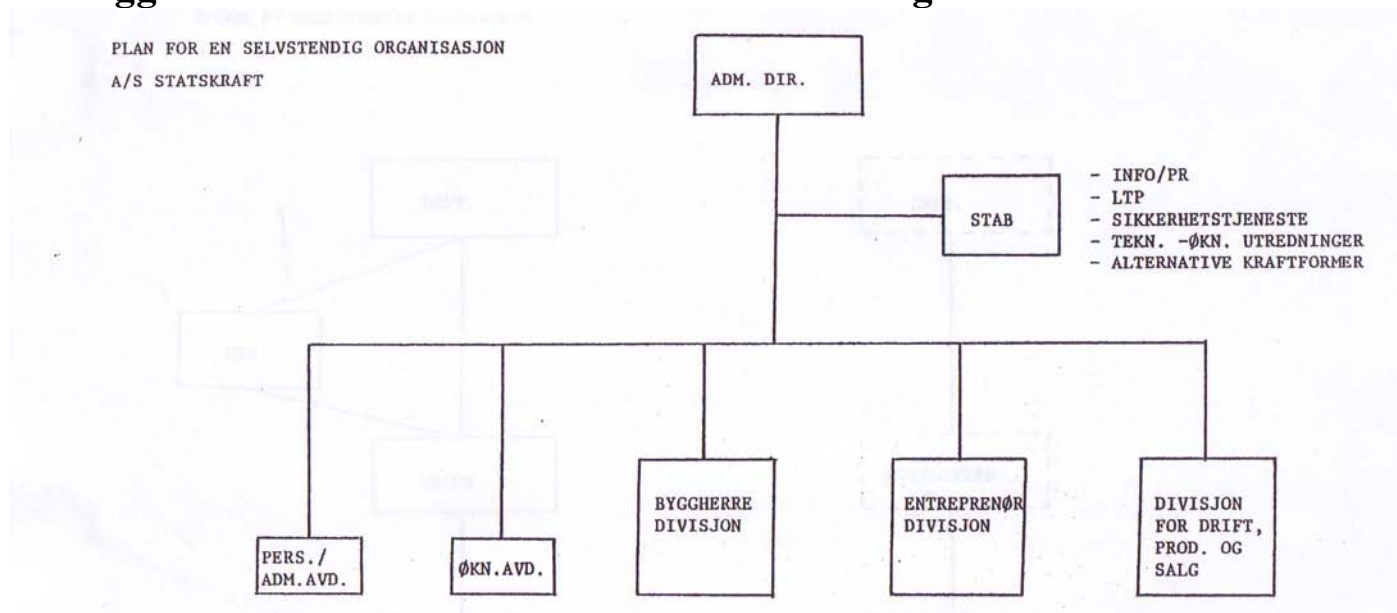 PLAN FOR EN SELVSTENDIG ORGANISASJON
A/S STATSKRAFT
ADM. DIR.
STAB
- INFO/PR
- LTP
- SIKKERHETSTJENESTE
- TEKN. -ØKN. UTREDNINGER
- ALTERNATIVE KRAFTFORMER
PERS./
ADM.AVD.
ØKN.AVD.
BYGGHERRE
DIVISJON
ENTREPRENØR
DIVISJON
DIVISJON
FOR DRIFT,
PROD. OG
SALG